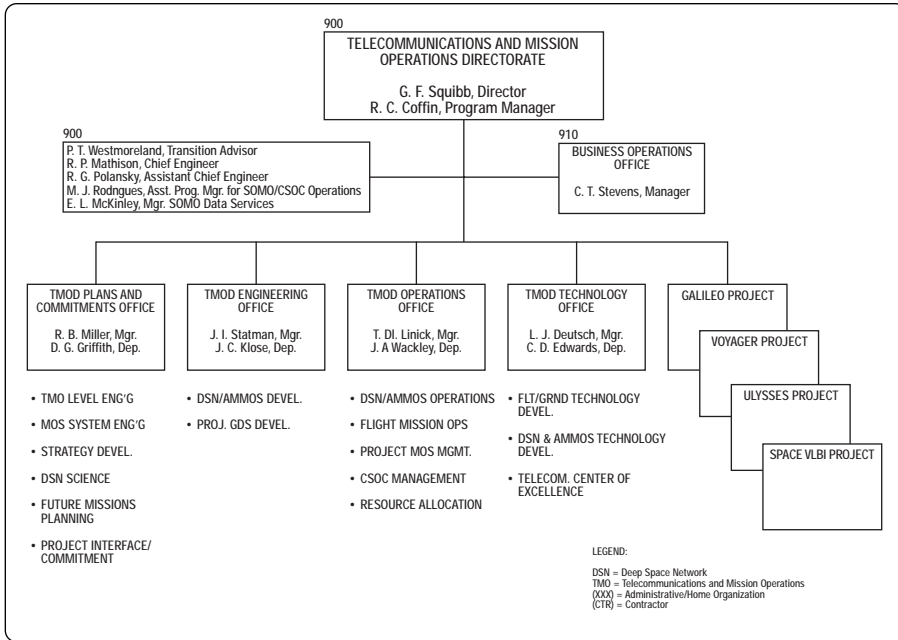 900
TELECOMMUNICATIONS AND MISSION
OPERATIONS DIRECTORATE
G. F. Squibb, Director
R. C. Coffin, Program Manager
900
P. T. Westmoreland, Transition Advisor
R. P. Mathison, Chief Engineer
R. G. Polansky, Assistant Chief Engineer
M. J. Rodngues, Asst. Prog. Mgr. for SOMO/CSOC Operations
E. L. McKinley, Mgr. SOMO Data Services
910
BUSINESS OPERATIONS
OFFICE
C. T. Stevens, Manager
TMOD PLANS AND
COMMITMENTS OFFICE
R. B. Miller, Mgr.
D. G. Griffith, Dep.
• TMO LEVEL ENG'G
• MOS SYSTEM ENG'G
• STRATEGY DEVEL.
• DSN SCIENCE
• FUTURE MISSIONS
PLANNING
• PROJECT INTERFACE/
COMMITMENT
TMOD ENGINEERING
OFFICE
J. I. Statman, Mgr.
J. C. Klose, Dep.
• DSN/AMMOS DEVEL.
• PROJ. GDS DEVEL.
TMOD OPERATIONS
OFFICE
T. DI. Linick, Mgr.
J. A Wackley, Dep.
• DSN/AMMOS OPERATIONS
• FLIGHT MISSION OPS
• PROJECT MOS MGMT.
• CSOC MANAGEMENT
• RESOURCE ALLOCATION
TMOD TECHNOLOGY
OFFICE
L. J. Deutsch, Mgr.
C. D. Edwards, Dep.
• FLT/GRND TECHNOLOGY
DEVEL.
• DSN & AMMOS TECHNOLOGY
DEVEL.
• TELECOM. CENTER OF
EXCELLENCE
GALILEO PROJECT
VOYAGER PROJECT
ULYSSES PROJECT
SPACE VLBI PROJECT
LEGEND:
DSN = Deep Space Network
TMO = Telecommunications and Mission Operations
(XXX) = Administrative/Home Organization
(CTR) = Contractor